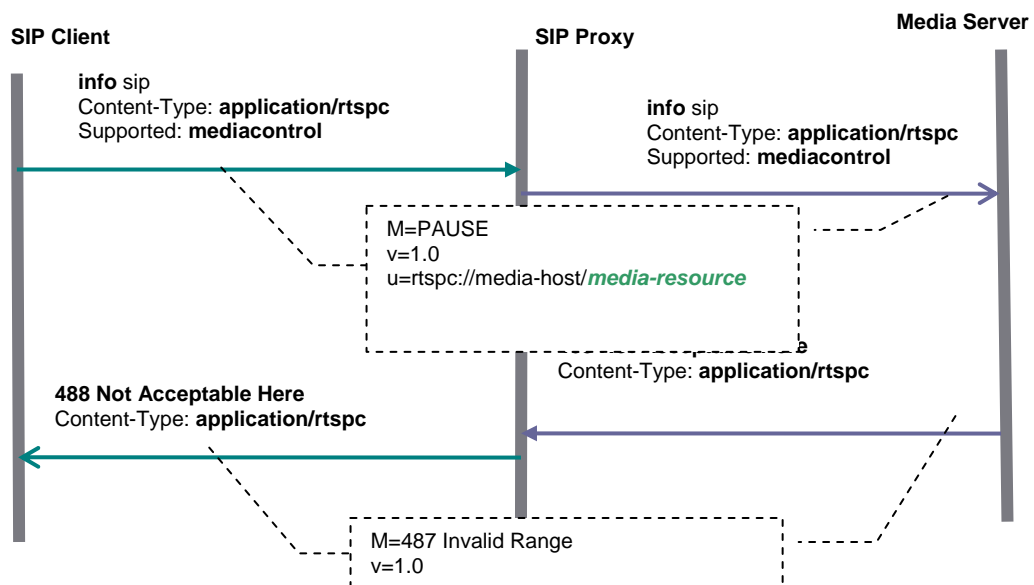 Media Server
SIP Client
SIP Proxy
info sip
Content-Type: application/rtspc
Supported: mediacontrol
info sip
Content-Type: application/rtspc
Supported: mediacontrol
M=PAUSE
v=1.0
u=rtspc://media-host/media-resource
Content-Type: application/rtspc
488 Not Acceptable Here
Content-Type: application/rtspc
M=487 Invalid Range
v=1.0